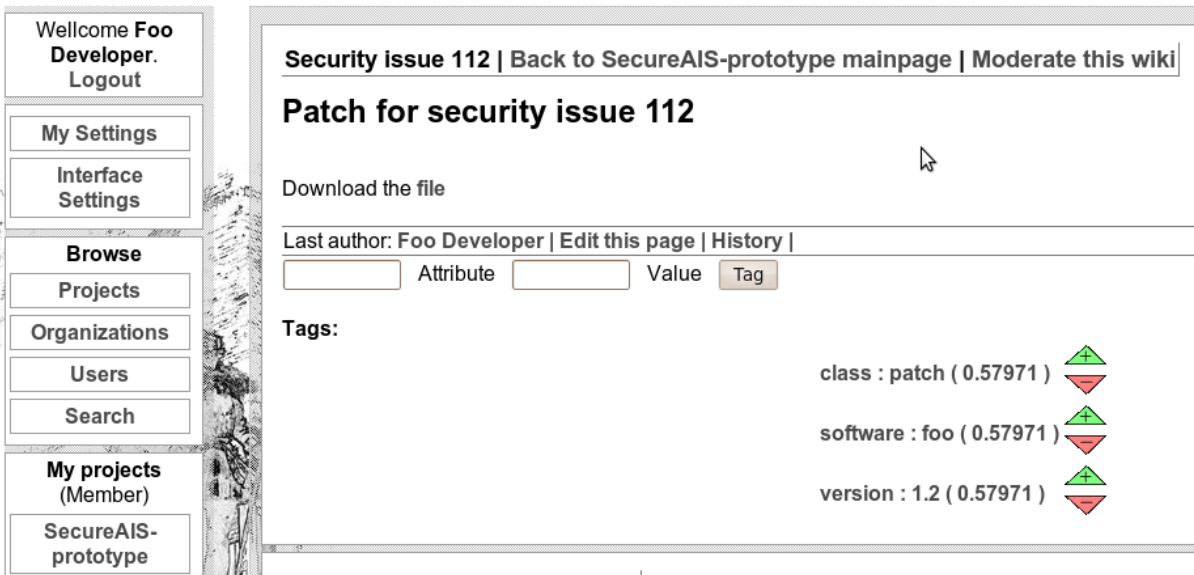 Wellcome Foo
Developer.
Logout
My Settings
Interface
Settings
Browse
Projects
Organizations
Users
Search
My projects
(Member)
SecureAIS-
prototype
Security issue 112 | Back to SecureAIS-prototype mainpage | Moderate this wiki
Patch for security issue 112
Download the file
Last author: Foo Developer | Edit this page | History |
Attribute Value Tag
Tags:
class : patch ( 0.57971 ) + −
software : foo ( 0.57971 ) + −
version : 1.2 ( 0.57971 ) + −